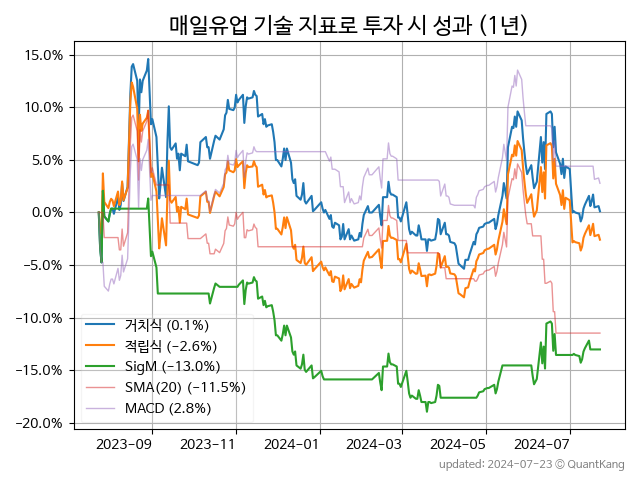 매일유업 기술 지표로 투자 시 성과 (1년)
15.0%
10.0%
5.0%
0.0%
−5.0%
−10.0%
−15.0%
−20.0%
거치식 (0.1%)
적립식 (−2.6%)
SigM (−13.0%)
SMA(20) (−11.5%)
MACD (2.8%)
2023-09 2023-11 2024-01 2024-03 2024-05 2024-07
updated: 2024-07-23 © QuantKang